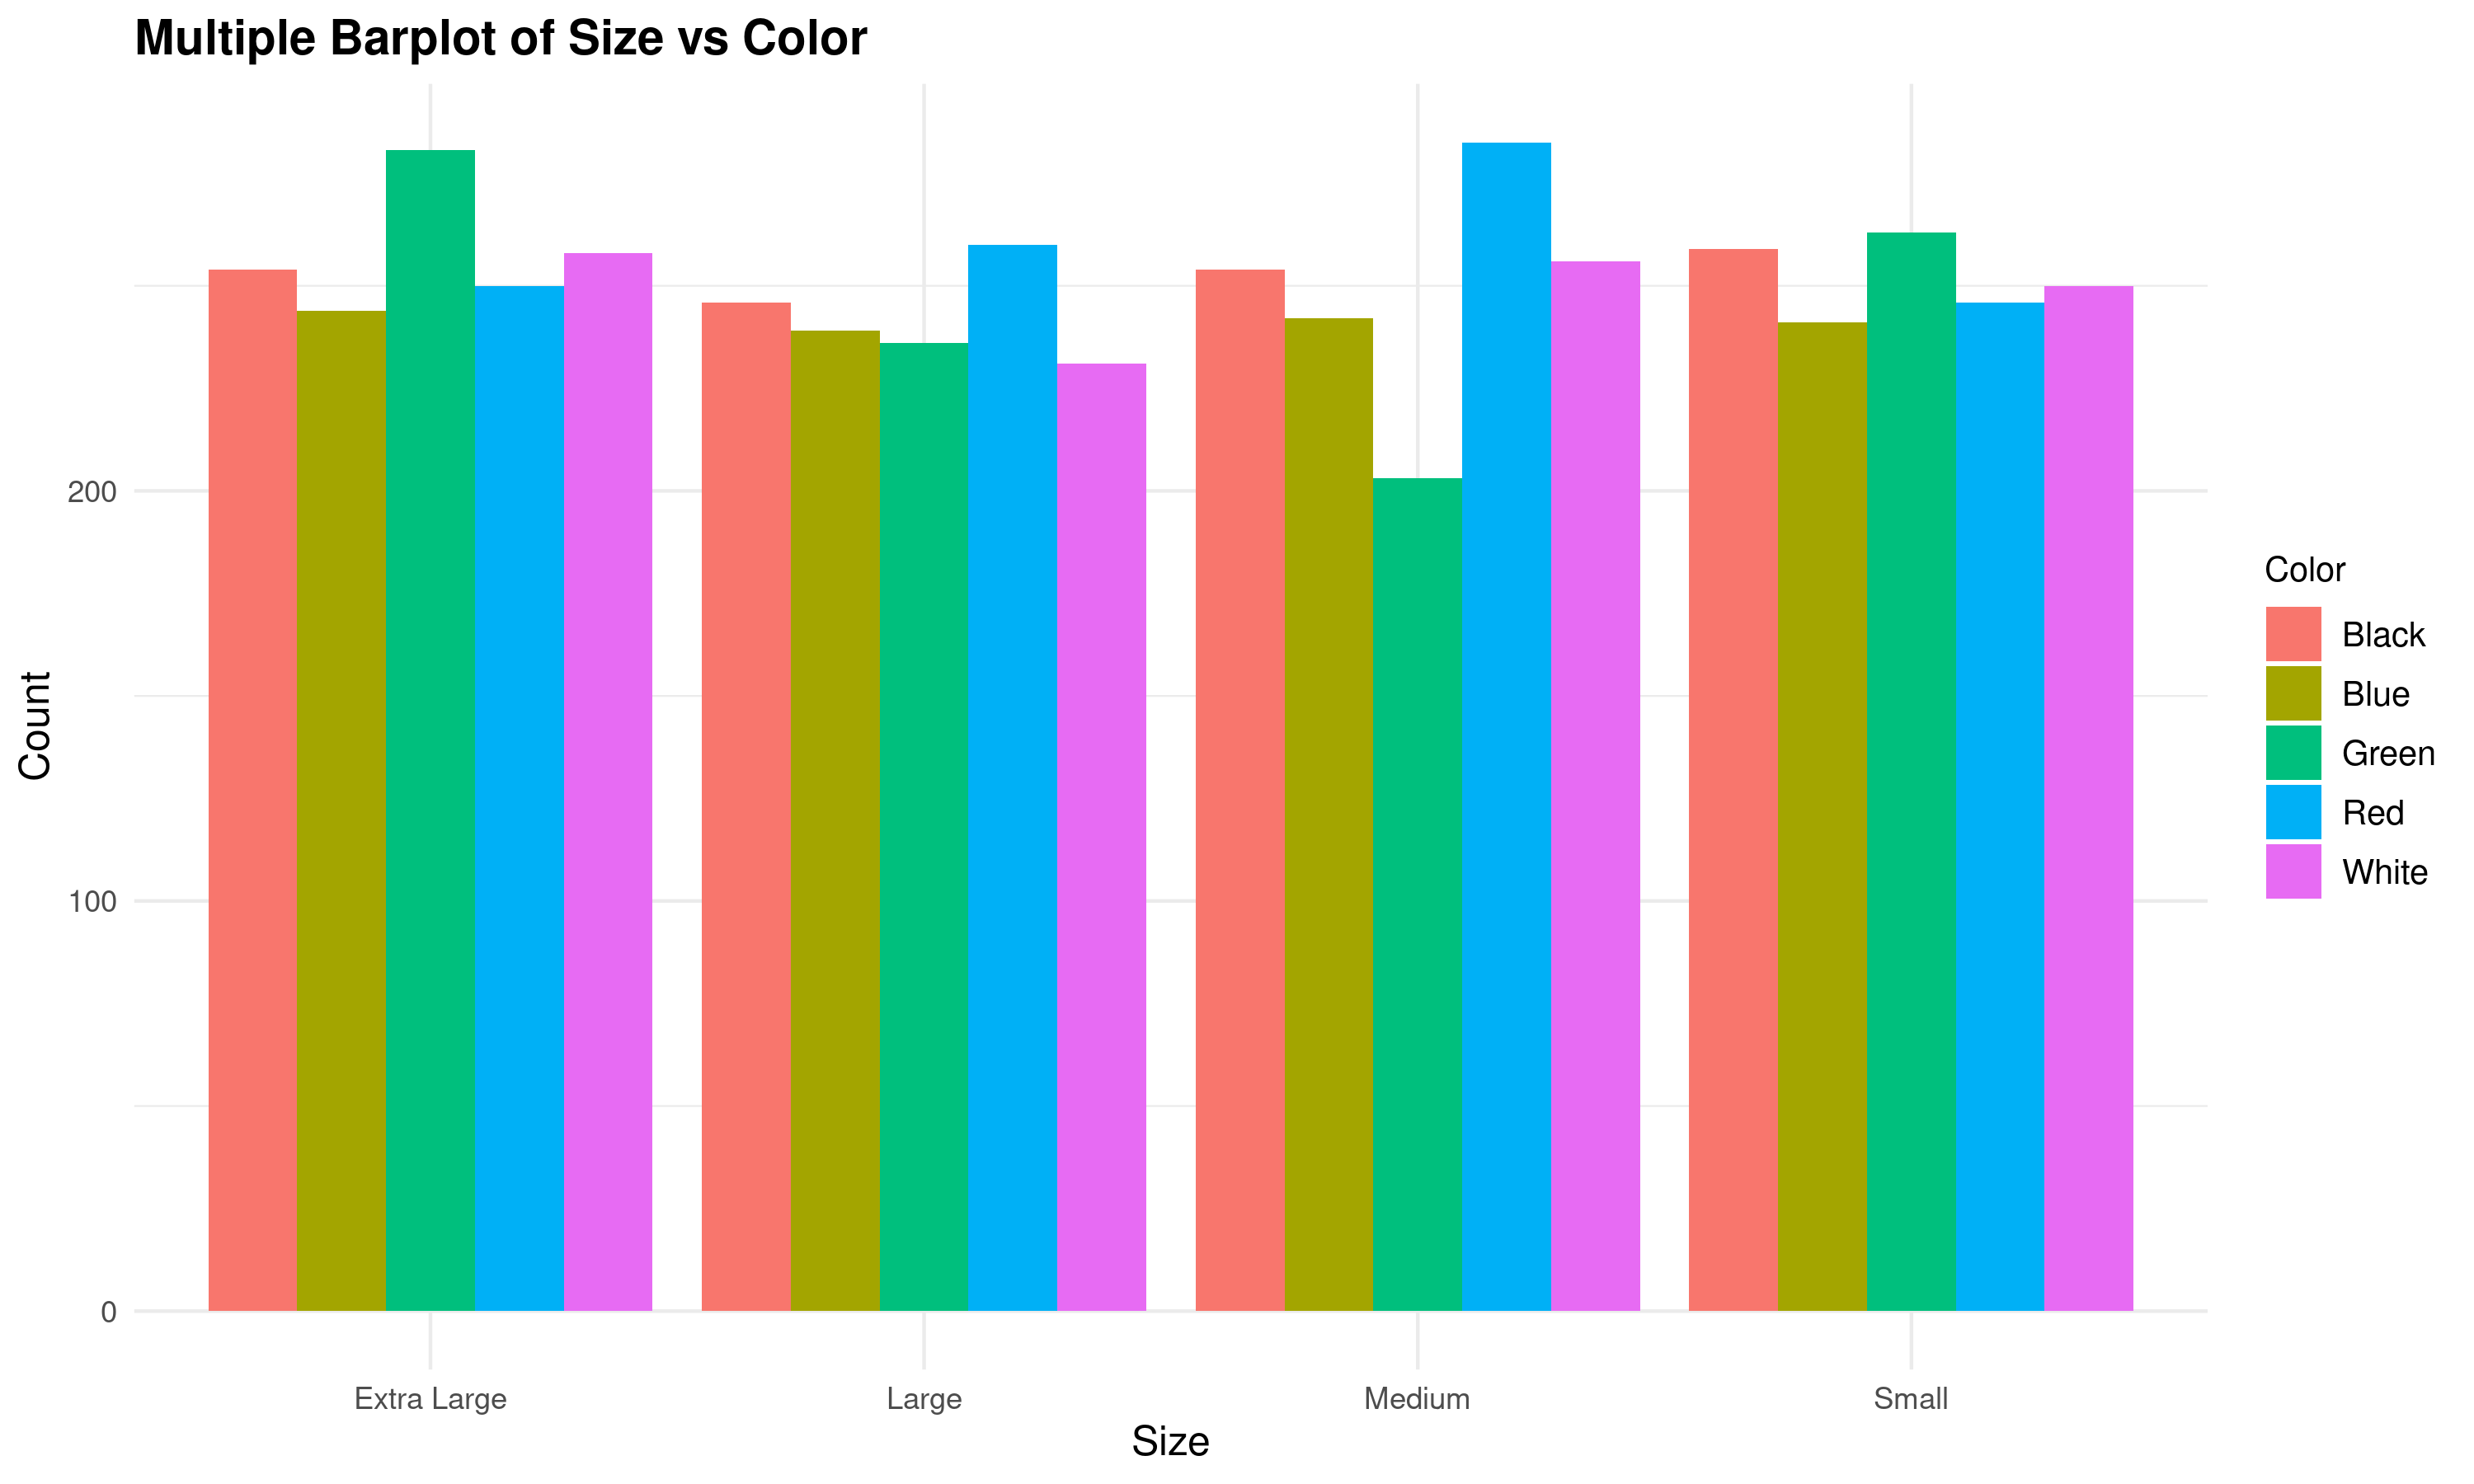 Multiple Barplot of Size vs Color
Count
200
100
0
Extra Large
Large
Medium
Small
Size
Color
Black
Blue
Green
Red
White